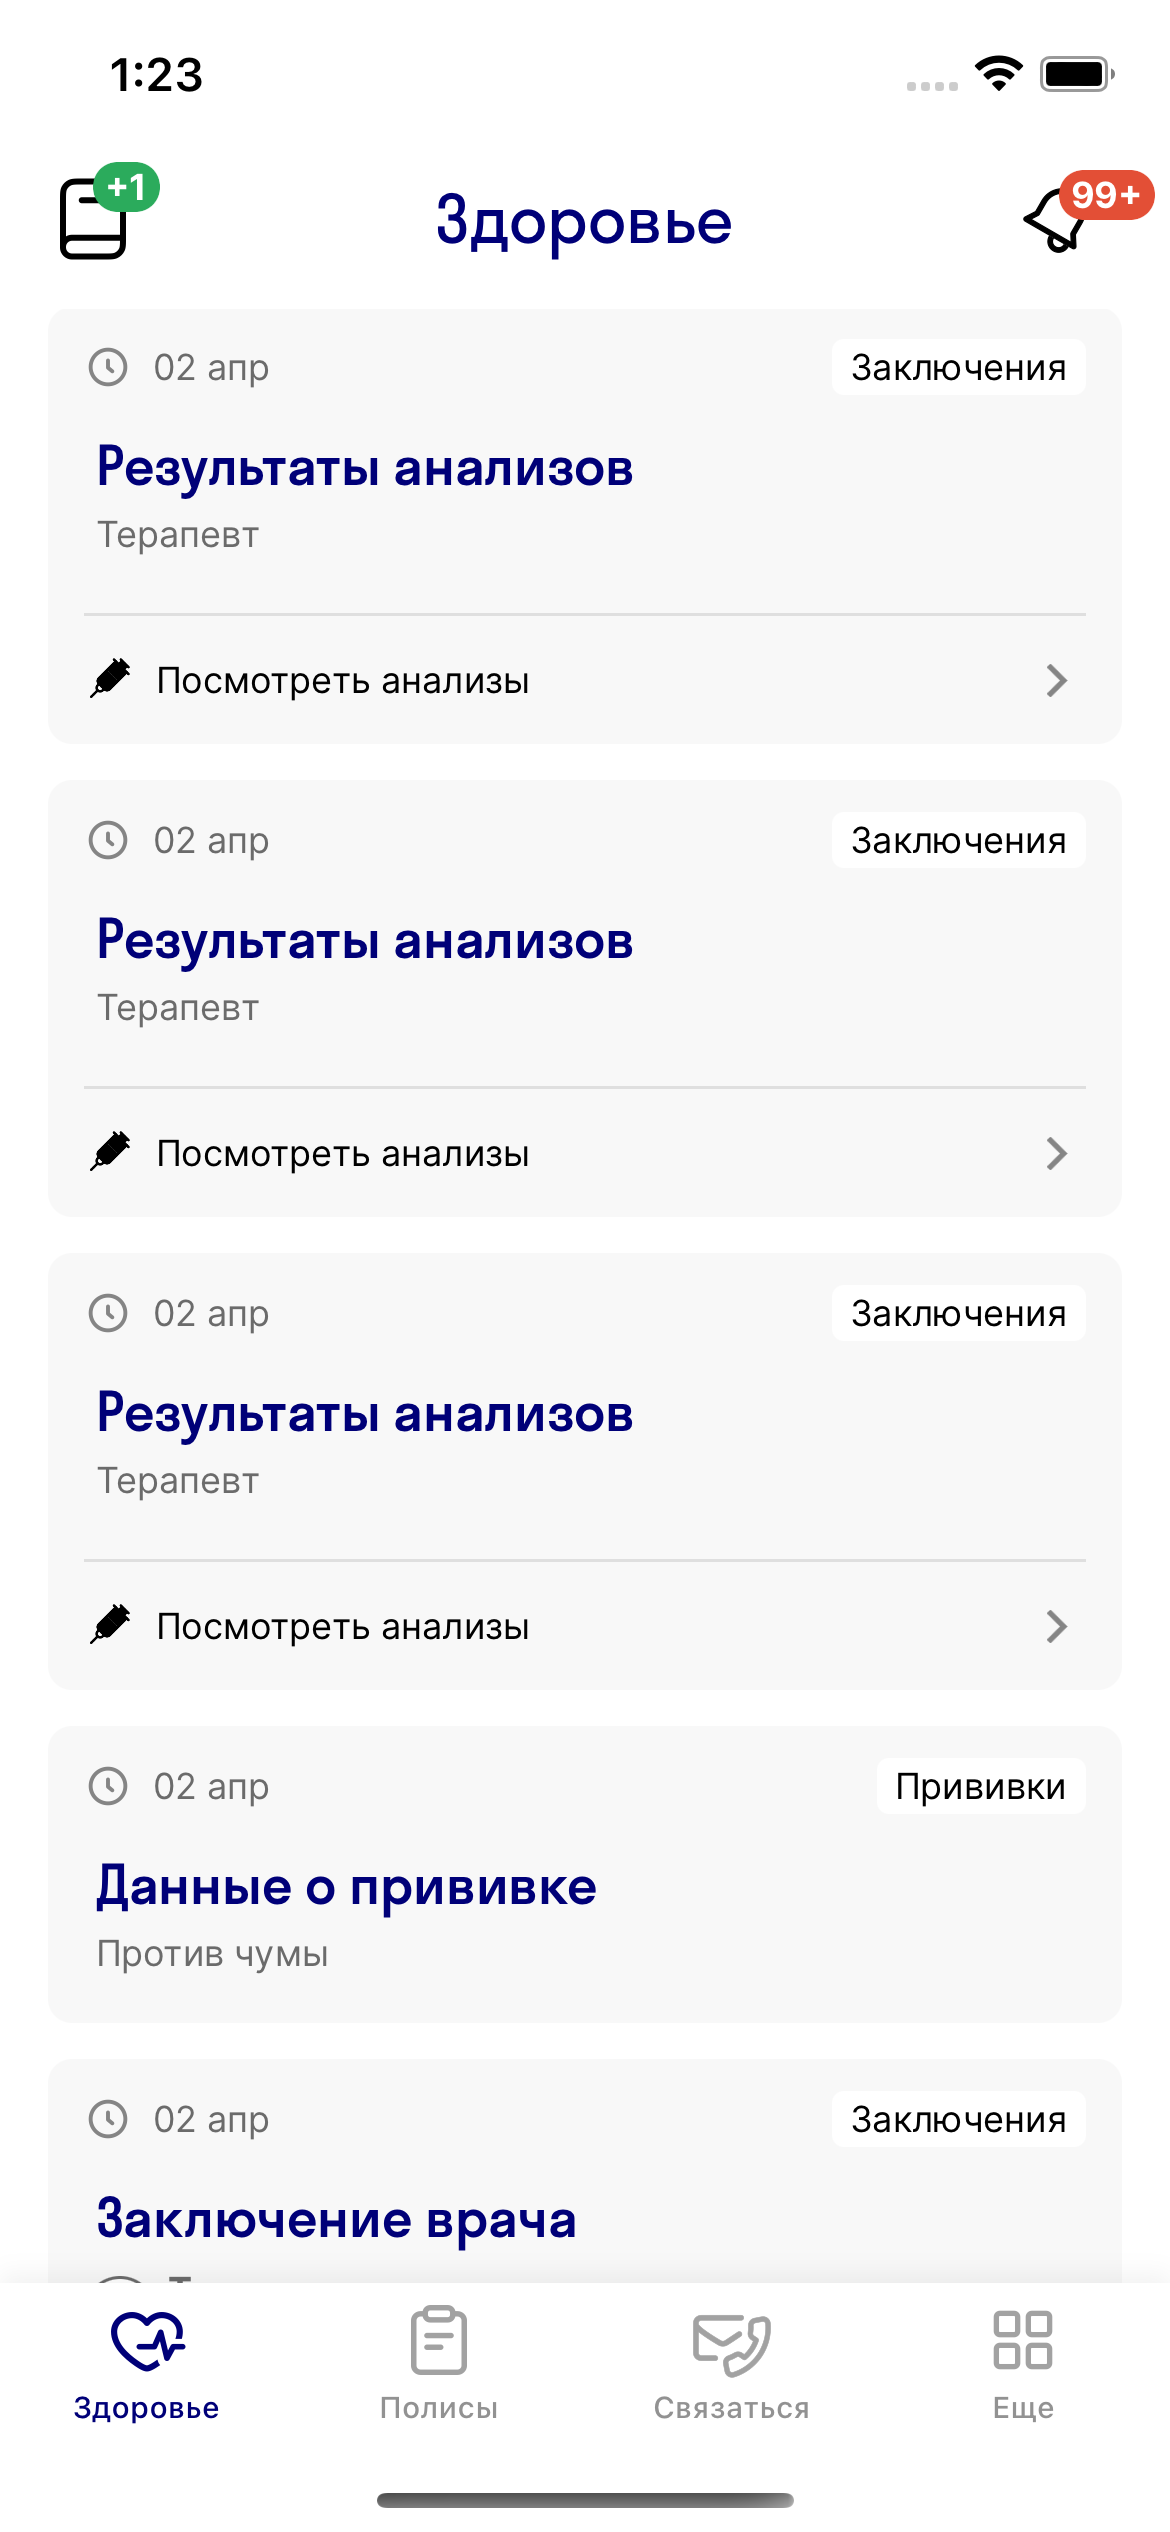 1:23
+1
Здоровье
99+
02 апр
Заключения
Результаты анализов
Терапевт
Посмотреть анализы
02 апр
Заключения
Результаты анализов
Терапевт
Посмотреть анализы
02 апр
Заключения
Результаты анализов
Терапевт
Посмотреть анализы
02 апр
Прививки
Данные о прививке
Против чумы
02 апр
Заключения
Заключение врача
Здоровье
Полисы
Связаться
Еще